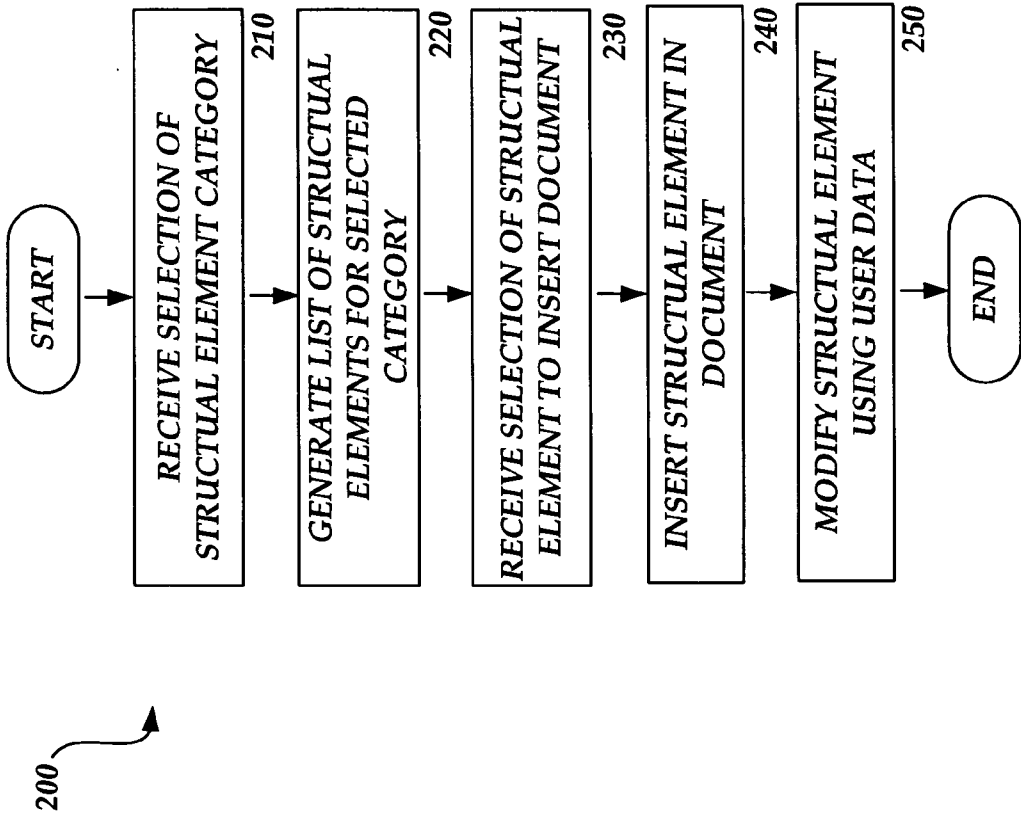 200
START
RECEIVE SELECTION OF
STRUCTUAL ELEMENT CATEGORY
210
GENERATE LIST OF STRUCTUAL
ELEMENTS FOR SELECTED
CATEGORY
220
RECEIVE SELECTION OF STRUCTUAL
ELEMENT TO INSERT DOCUMENT
230
INSERT STRUCTUAL ELEMENT IN
DOCUMENT
240
MODIFY STRUCTUAL ELEMENT
USING USER DATA
250
END